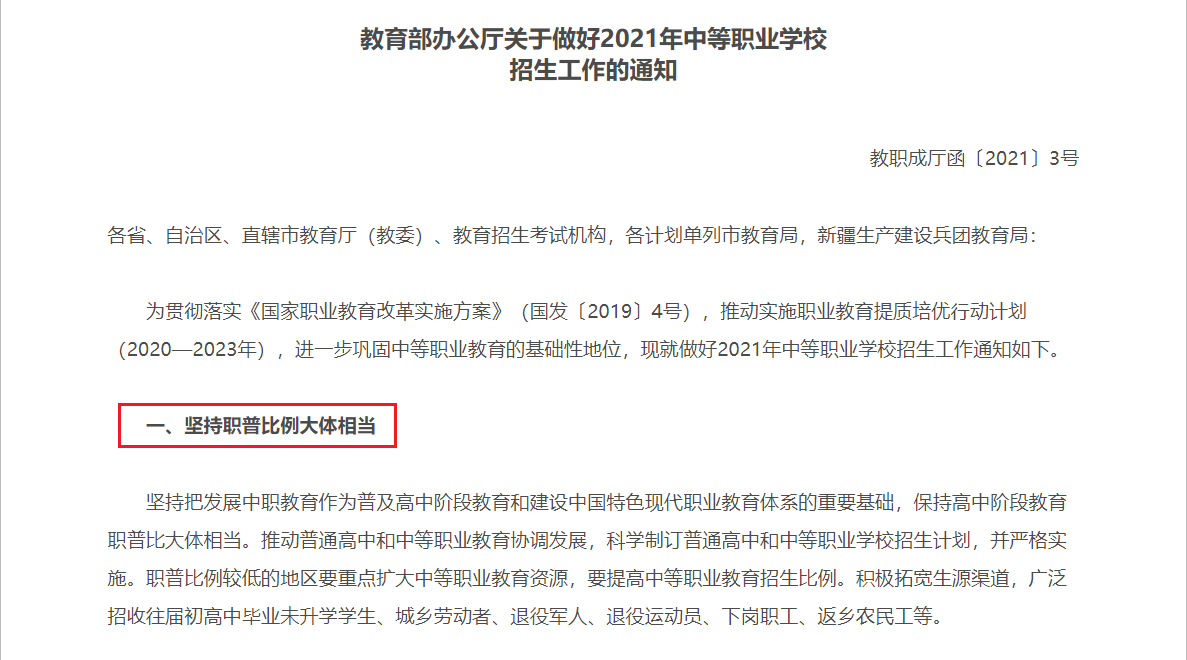 教育部办公厅关于做好2021年中等职业学校
招生工作的通知
教职成厅函〔2021〕3号
各省、自治区、直辖市教育厅（教委）、教育招生考试机构，各计划单列市教育局，新疆生产建设兵团教育局：
为贯彻落实《国家职业教育改革实施方案》（国发〔2019〕4号），推动实施职业教育提质培优行动计划
（2020—2023年），进一步巩固中等职业教育的基础性地位，现就做好2021年中等职业学校招生工作通知如下。
一、坚持职普比例大体相当
坚持把发展中职教育作为普及高中阶段教育和建设中国特色现代职业教育体系的重要基础，保持高中阶段教育
职普比大体相当。推动普通高中和中等职业教育协调发展，科学制订普通高中和中等职业学校招生计划，并严格实
施。职普比例较低的地区要重点扩大中等职业教育资源，要提高中等职业教育招生比例。积极拓宽生源渠道，广泛
招收往届初高中毕业未升学学生、城乡劳动者、退役军人、退役运动员、下岗职工、返乡农民工等。